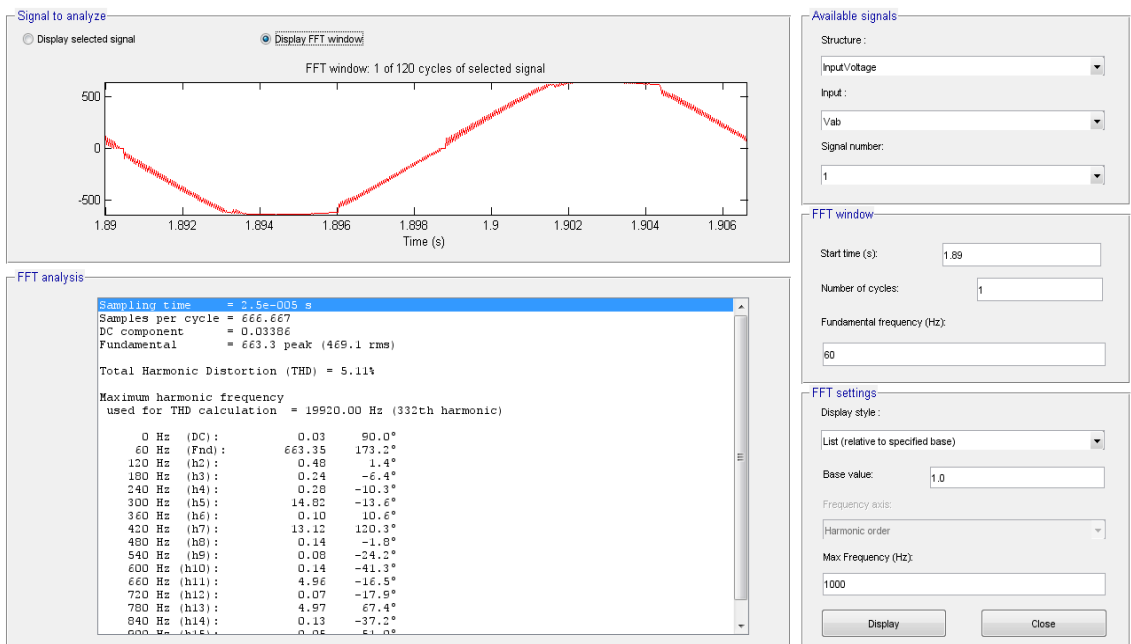 Signal to analyze
Display selected signal
Display FFT window
FFT window: 1 of 120 cycles of selected signal
500
0
-500
1.89 1.892 1.894 1.896 1.898 1.9 1.902 1.904 1.906
Time (s)
FFT analysis
Sampling time = 2.5e-005 s
Samples per cycle = 666.667
DC component = 0.03386
Fundamental = 663.3 peak (469.1 rms)
Total Harmonic Distortion (THD) = 5.11%
Maximum harmonic frequency
used for THD calculation = 19920.00 Hz (332th harmonic)
0 Hz (DC): 0.03 90.0°
60 Hz (Fnd): 663.35 173.2°
120 Hz (h2): 0.48 1.4°
180 Hz (h3): 0.24 -6.4°
240 Hz (h4): 0.28 -10.3°
300 Hz (h5): 14.82 -13.6°
360 Hz (h6): 0.10 10.6°
420 Hz (h7): 13.12 120.3°
480 Hz (h8): 0.14 -1.8°
540 Hz (h9): 0.08 -24.2°
600 Hz (h10): 0.14 -41.3°
660 Hz (h11): 4.96 -16.5°
720 Hz (h12): 0.07 -17.9°
780 Hz (h13): 4.97 67.4°
840 Hz (h14): 0.13 -37.2°
Available signals
Structure :
InputVoltage
Input :
Vab
Signal number:
1
FFT window
Start time (s):
1.89
Number of cycles:
1
Fundamental frequency (Hz):
60
FFT settings
Display style :
List (relative to specified base)
Base value:
1.0
Frequency axis:
Harmonic order
Max Frequency (Hz):
1000
Display
Close